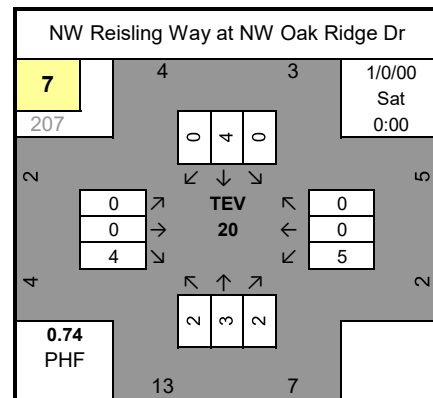 NW Reisling Way at NW Oak Ridge Dr
7
207
4
3
1/0/00
Sat
0:00
0 4 0
↙ ↓ ↘
2
5
0 ↗
0 →
4 ↘
TEV
20
↖ 0
← 0
↙ 5
4
2
↖ ↑ ↗
2 3 2
0.74
PHF
13
7